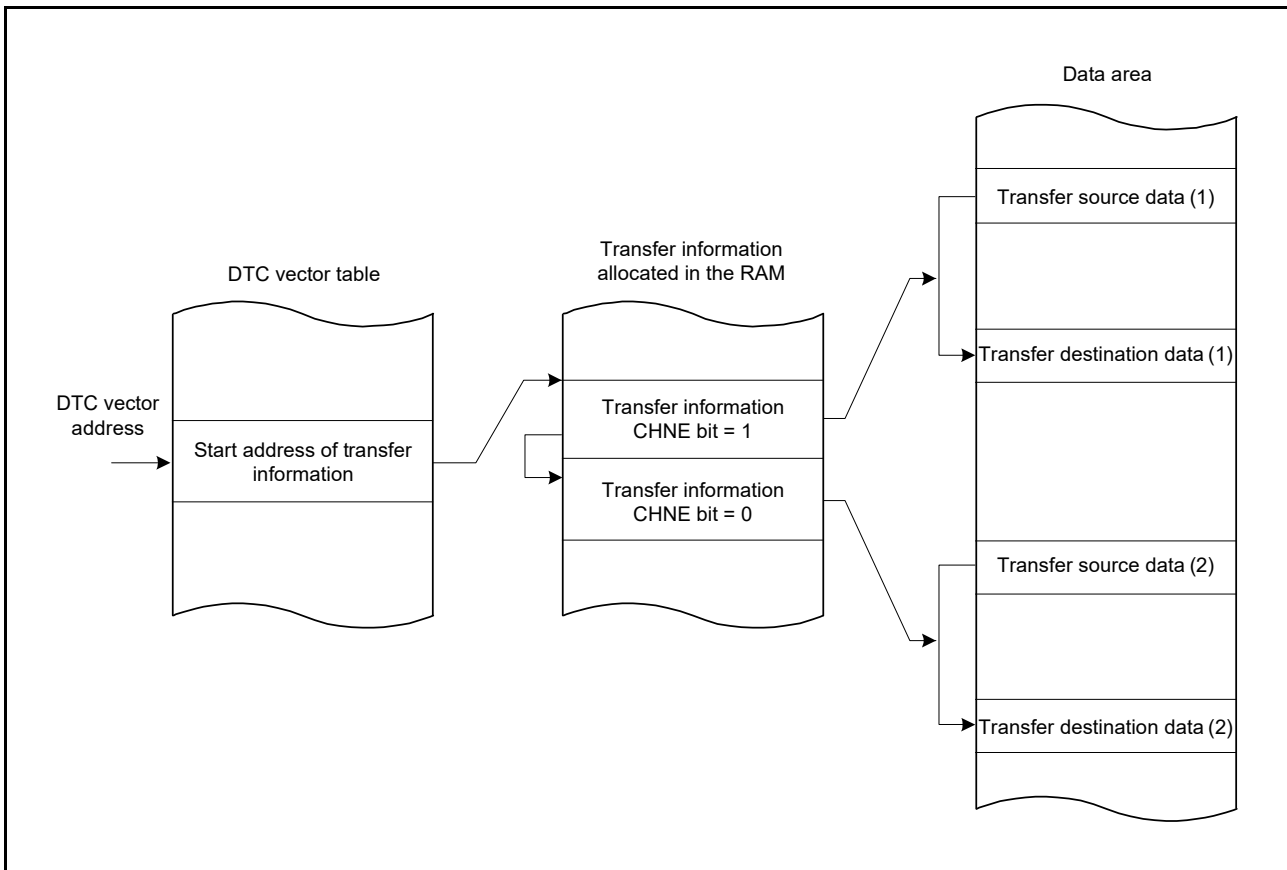 Data area
Transfer source data (1)
Transfer information
allocated in the RAM
DTC vector table
Transfer destination data (1)
DTC vector
address
Transfer information
CHNE bit = 1
Start address of transfer
information
Transfer information
CHNE bit = 0
Transfer source data (2)
Transfer destination data (2)